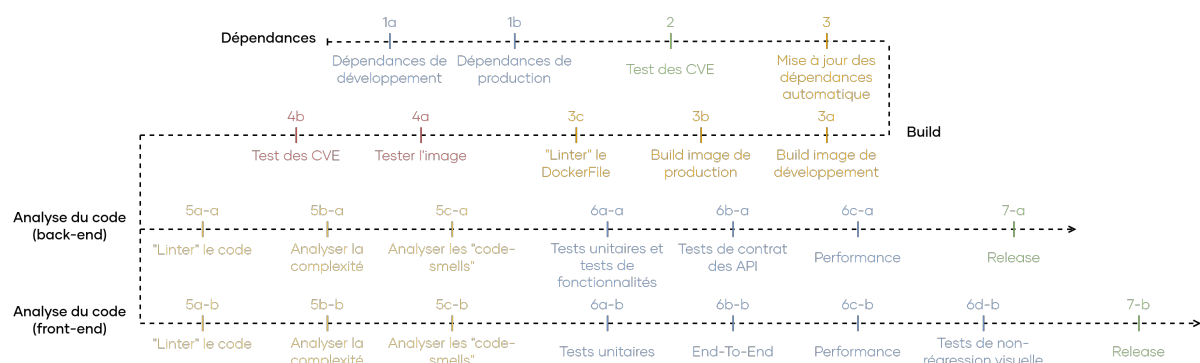 1a 1b 2 3
Dépendances
Dépendances de
développement
Dépendances de
production
Test des CVE
Mise à jour des
dépendances
automatique
4b 4a 3c 3b 3a
Build
Test des CVE
Tester l'image
"Linter" le
DockerFile
Build image de
production
Build image de
développement
Analyse du code
(back-end)
5a-a 5b-a 5c-a 6a-a 6b-a 6c-a 7-a
"Linter" le code
Analyser la
complexité
Analyser les "code-
smells"
Tests unitaires et
tests de
fonctionnalités
Tests de contrat
des API
Performance
Release
Analyse du code
(front-end)
5a-b 5b-b 5c-b 6a-b 6b-b 6c-b 6d-b 7-b
"Linter" le code
Analyser la
complexité
Analyser les "code-
smells"
Tests unitaires
End-To-End
Performance
Tests de non-
régression visuelle
Release